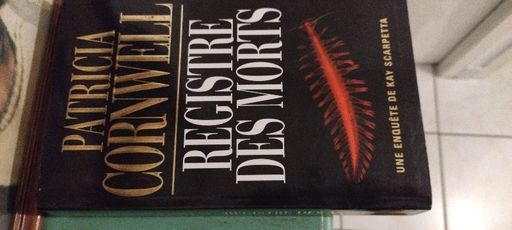 PATRICIA
CORNWELL
REGISTRE
DES MORTS
UNE ENQUÊTE DE KAY SCARPETTA